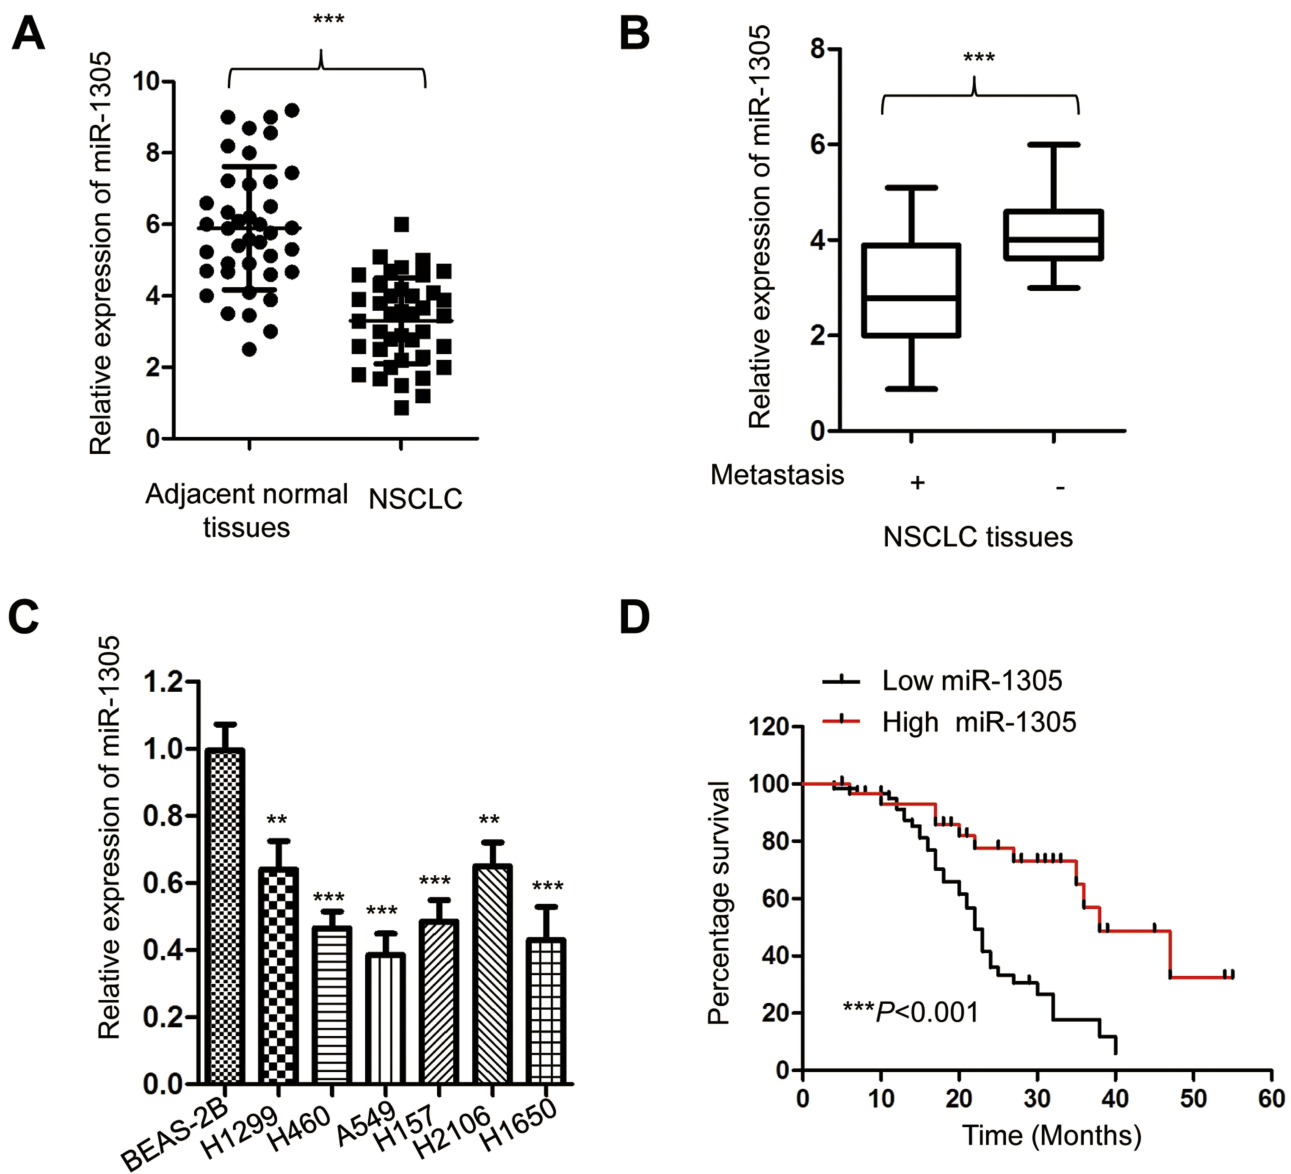 A
***
Relative expression of miR-1305
10
8
6
4
2
0
Adjacent normal
tissues
NSCLC
B
***
Relative expression of miR-1305
8
6
4
2
0
Metastasis
+
-
NSCLC tissues
C
Relative expression of miR-1305
1.2
1.0
0.8
0.6
0.4
0.2
0.0
**
***
***
***
**
***
BEAS-2B
H1299
H460
A549
H157
H2106
H1650
D
Low miR-1305
High miR-1305
Percentage survival
120
100
80
60
40
20
0
***P<0.001
0 10 20 30 40 50 60
Time (Months)